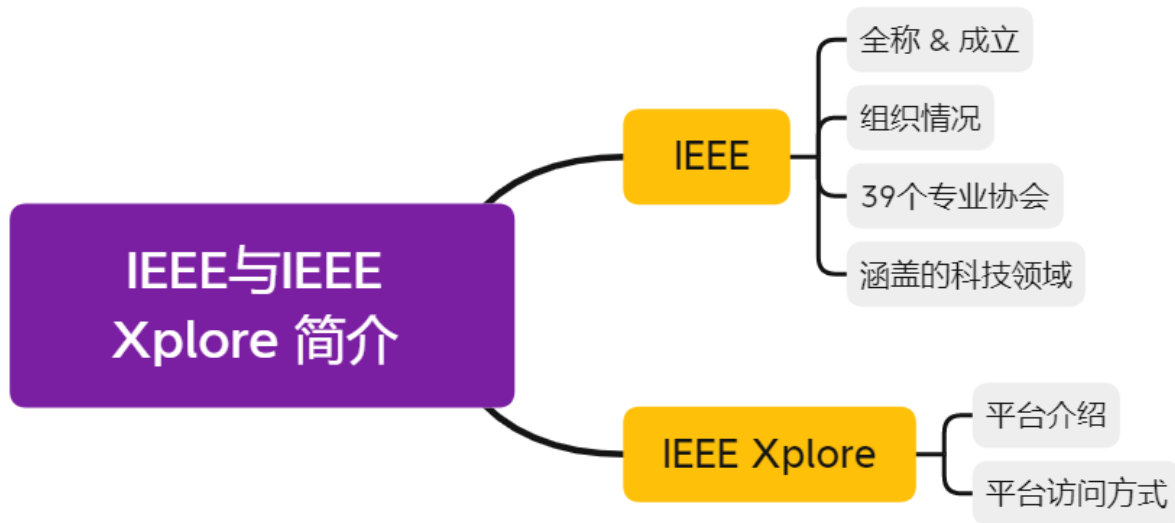 IEEE与IEEE
Xplore 简介
IEEE
全称 & 成立
组织情况
39个专业协会
涵盖的科技领域
IEEE Xplore
平台介绍
平台访问方式